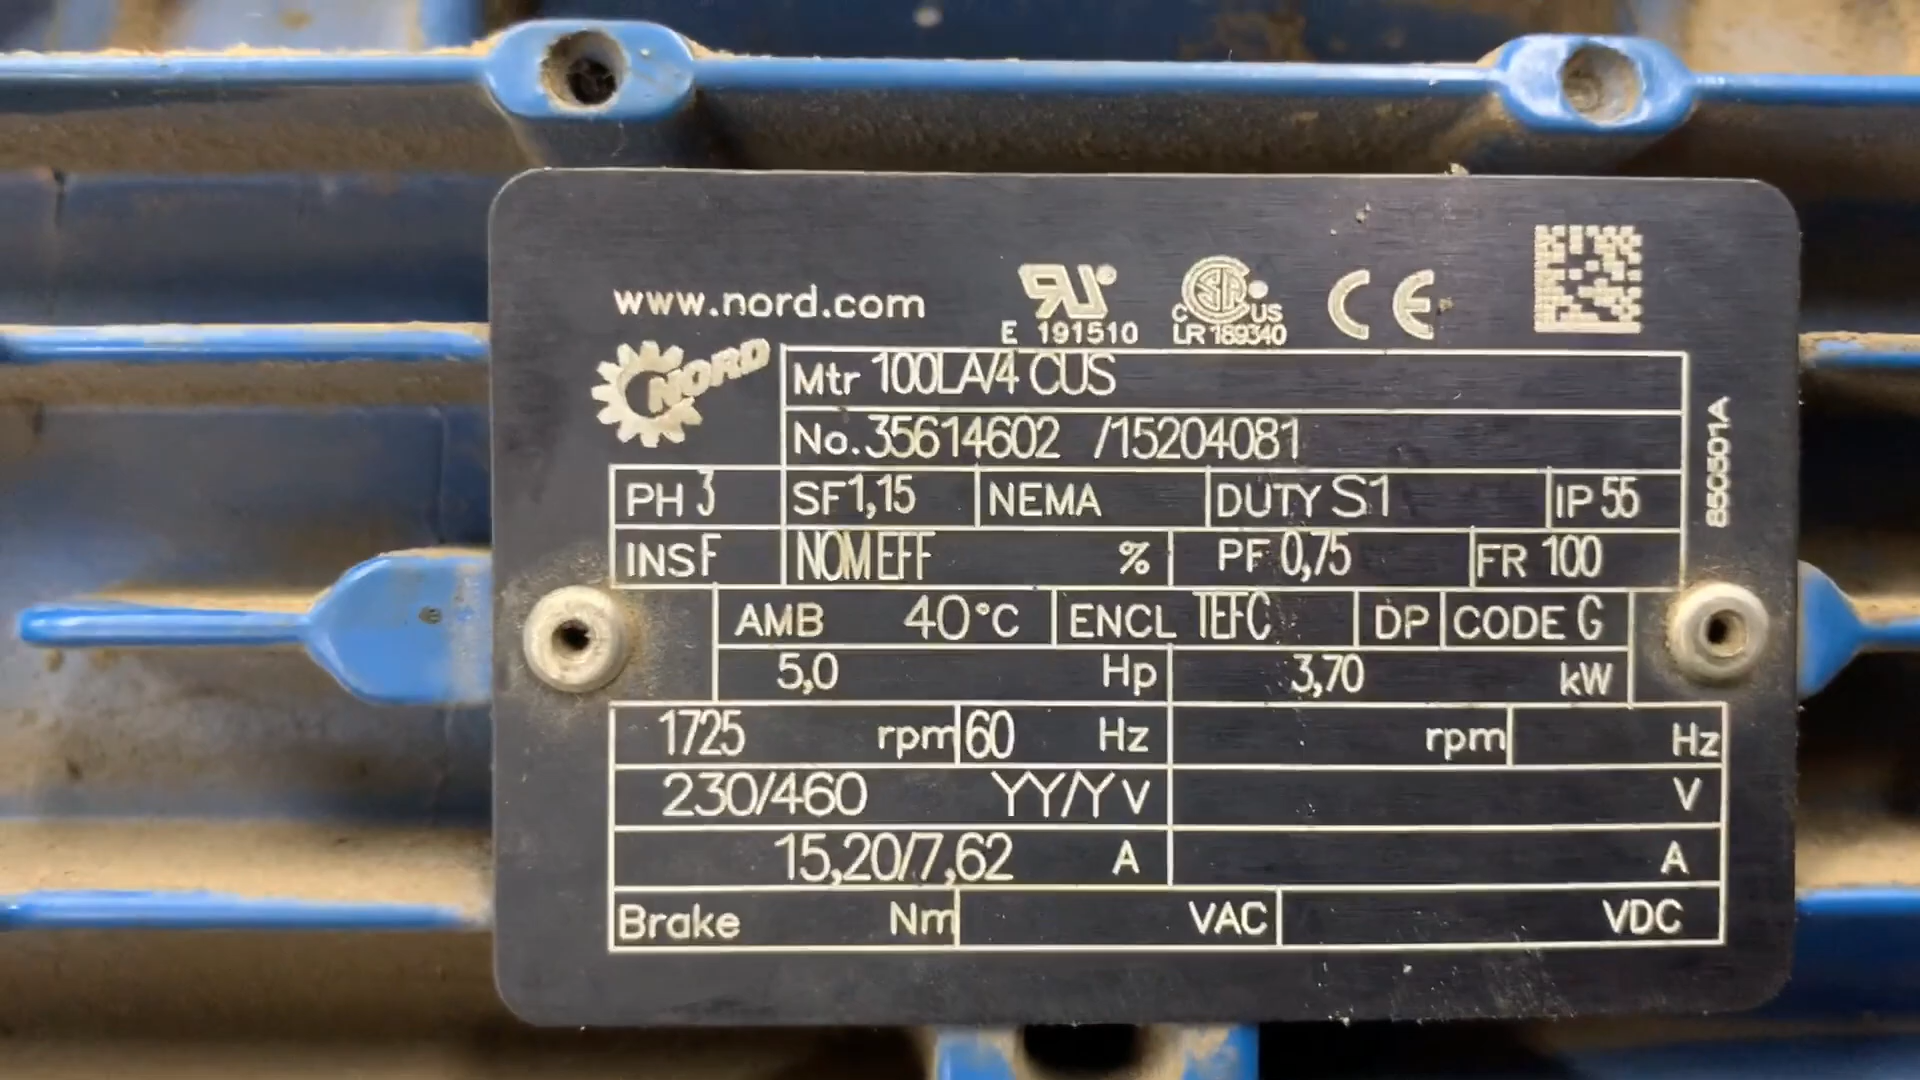 www.nord.com
E 191510
C US
LR 189340
CE
NORD
Mtr 100LA/4 CUS
No. 35614602 /15204081
850501A
PH 3 SF 1,15 NEMA DUTY S1 IP 55
INS F NOM EFF % PF 0,75 FR 100
AMB 40°C ENCL TEFC DP CODE G
5,0 Hp 3,70 kW
1725 rpm 60 Hz rpm Hz
230/460 YY/Y V V
15,20/7,62 A A
Brake Nm VAC VDC